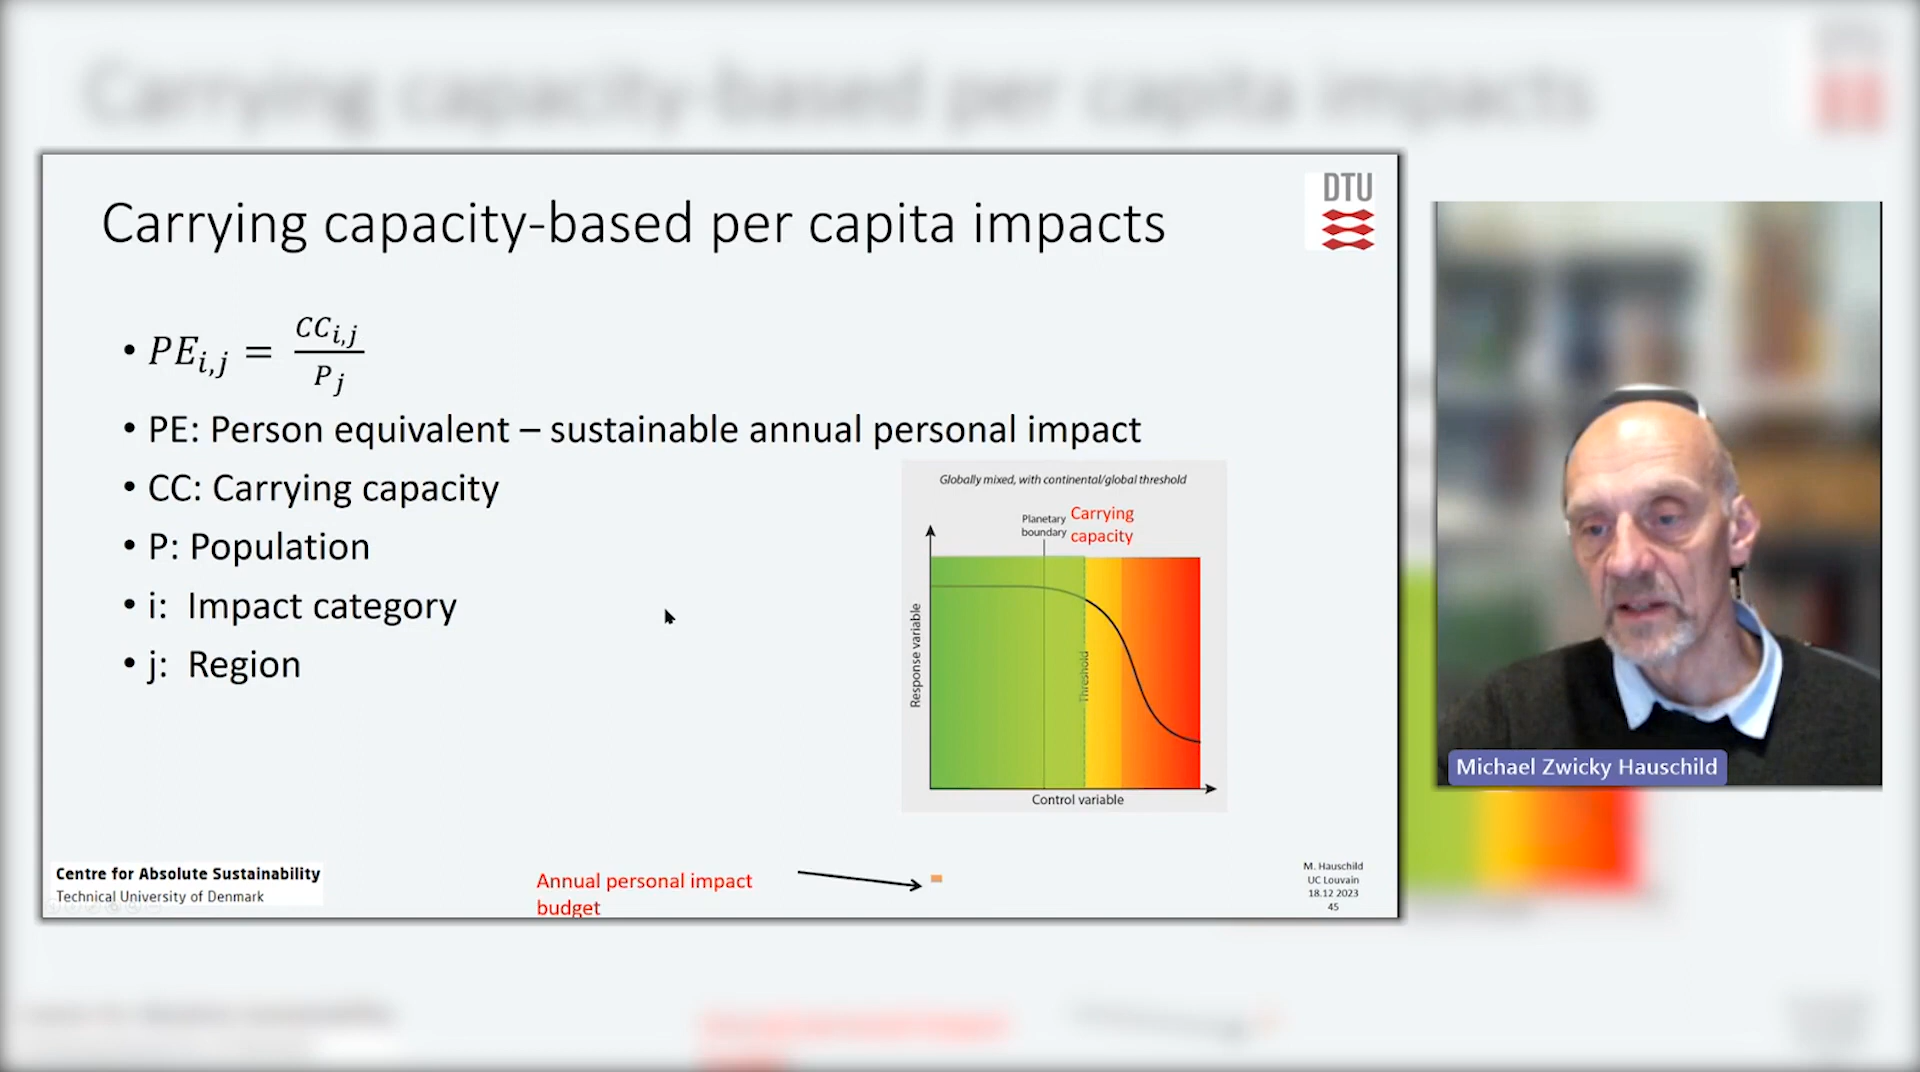 Carrying capacity-based per capita impacts
DTU
• PE_{i,j} = CC_{i,j} / P_j
• PE: Person equivalent – sustainable annual personal impact
• CC: Carrying capacity
• P: Population
• i: Impact category
• j: Region
Globally mixed, with continental/global threshold
Planetary
boundary
Carrying
capacity
Response variable
Threshold
Control variable
Annual personal impact
budget
Centre for Absolute Sustainability
Technical University of Denmark
M. Hauschild
UC Louvain
18.12 2023
45
Michael Zwicky Hauschild